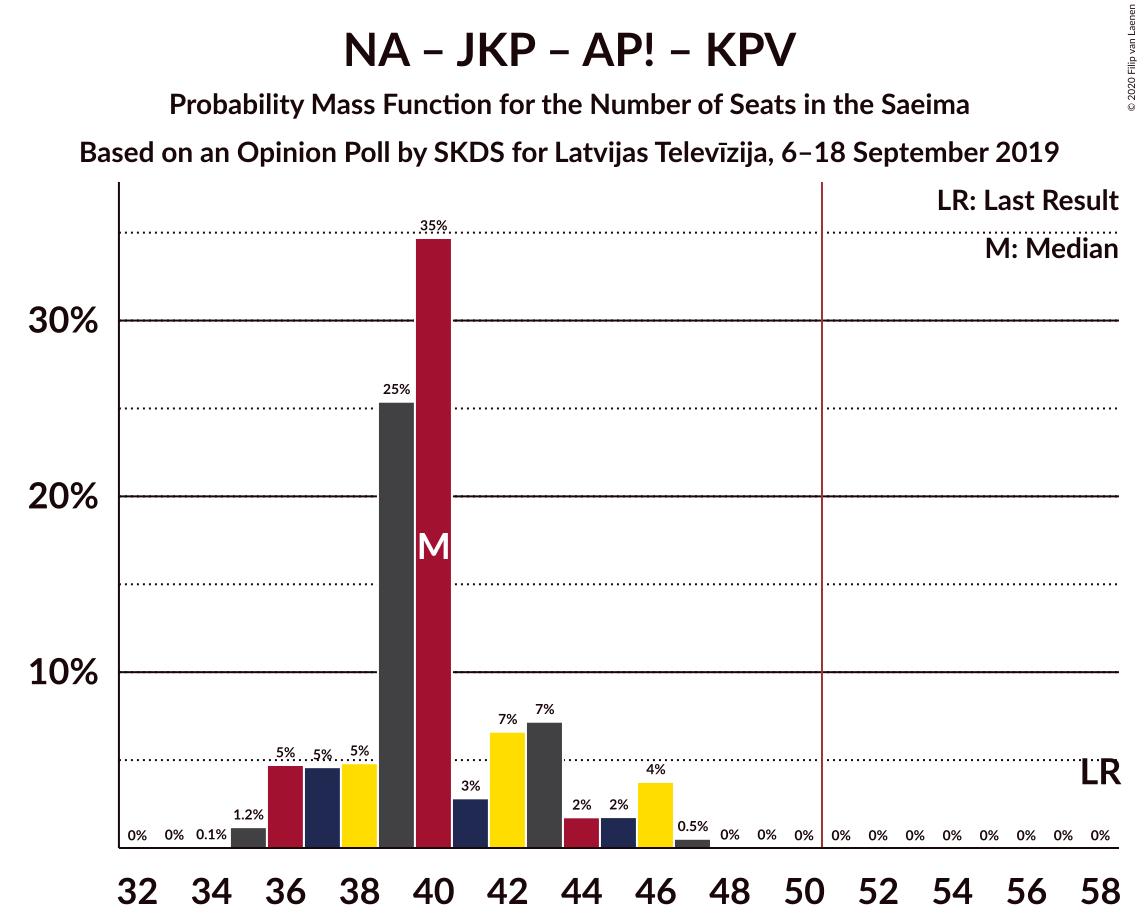 NA – JKP – AP! – KPV
Probability Mass Function for the Number of Seats in the Saeima
Based on an Opinion Poll by SKDS for Latvijas Televīzija, 6–18 September 2019
© 2020 Filip van Laenen
LR: Last Result
M: Median
30%
20%
10%
0% 0% 0.1% 1.2% 5% 5% 5% 25% 35% 3% 7% 7% 2% 2% 4% 0.5% 0% 0% 0% 0% 0% 0% 0% 0% 0% 0% 0%
M
LR
32 34 36 38 40 42 44 46 48 50 52 54 56 58